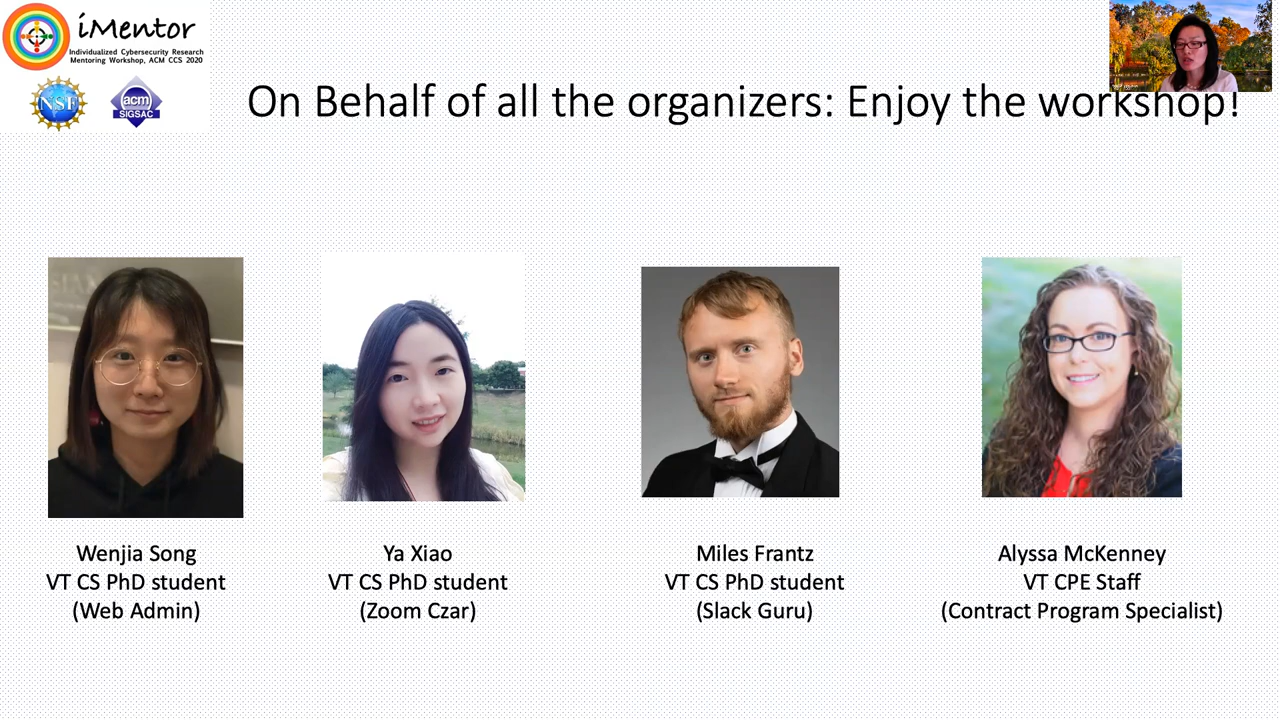 iMentor
Individualized Cybersecurity Research
Mentoring Workshop, ACM CCS 2020
NSF
acm
SIGSAC
On Behalf of all the organizers: Enjoy the workshop!
Wenjia Song
VT CS PhD student
(Web Admin)
Ya Xiao
VT CS PhD student
(Zoom Czar)
Miles Frantz
VT CS PhD student
(Slack Guru)
Alyssa McKenney
VT CPE Staff
(Contract Program Specialist)